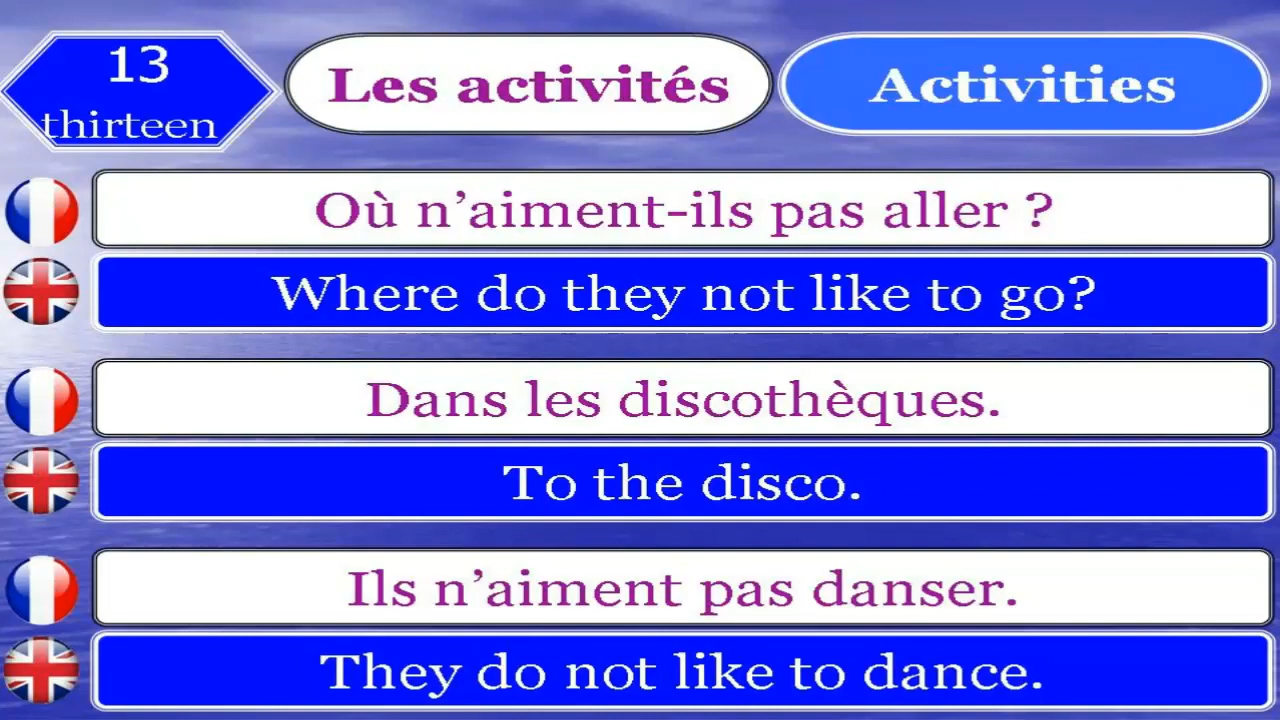 13
thirteen
Les activités
Activities
Où n’aiment-ils pas aller ?
Where do they not like to go?
Dans les discothèques.
To the disco.
Ils n’aiment pas danser.
They do not like to dance.